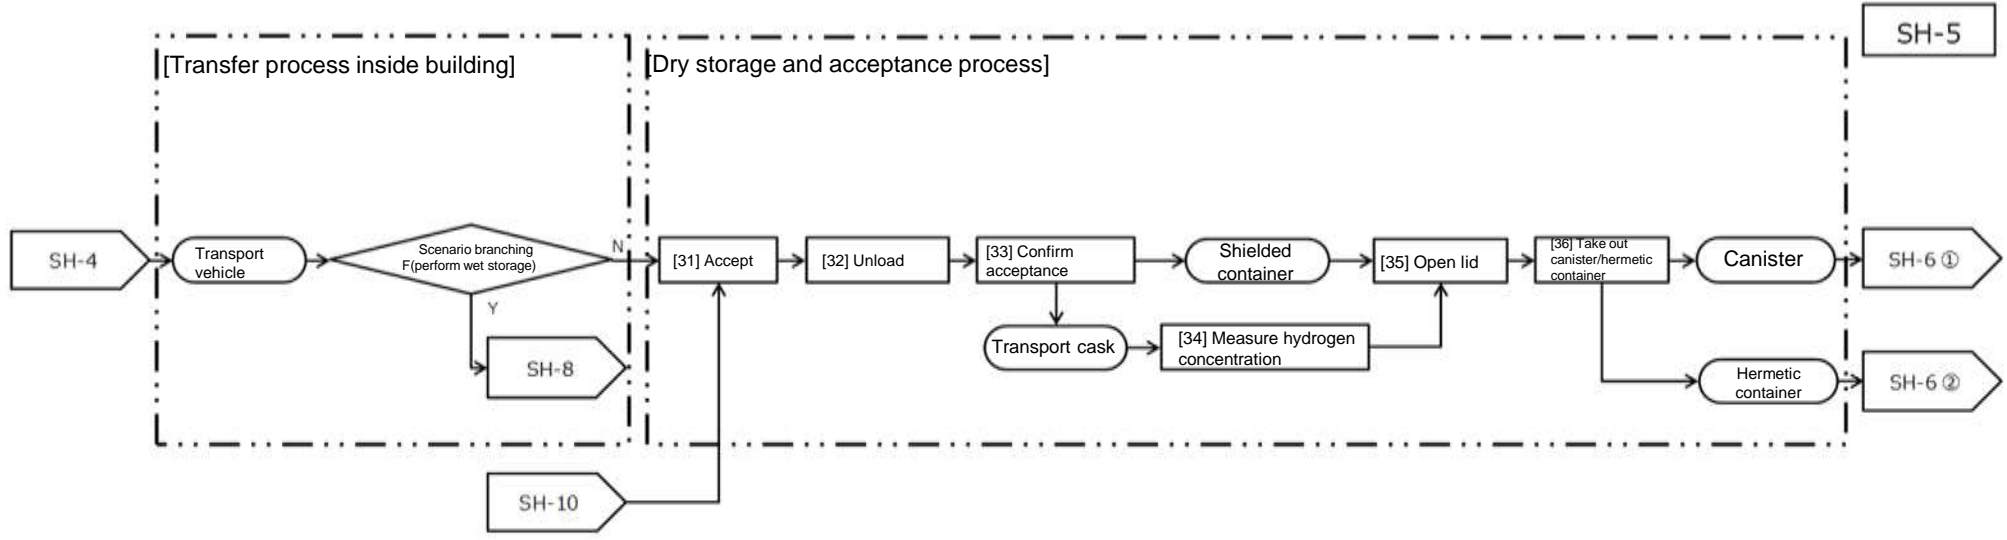 SH-5
[Transfer process inside building]
[Dry storage and acceptance process]
SH-4
Transport
vehicle
Scenario branching
F(perform wet storage)
N
Y
SH-8
[31] Accept
[32] Unload
[33] Confirm
acceptance
Shielded
container
Transport cask
[34] Measure hydrogen
concentration
[35] Open lid
[36] Take out
canister/hermetic
container
Canister
Hermetic
container
SH-6 ①
SH-6 ②
SH-10